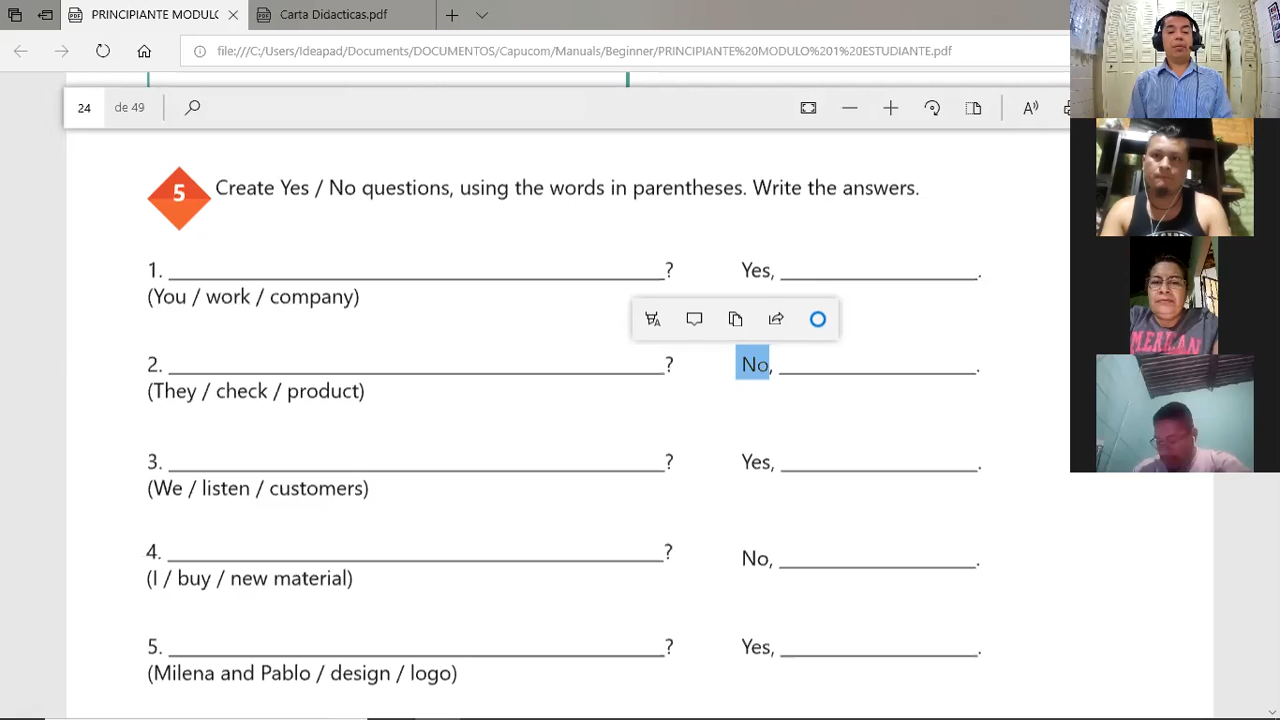 PRINCIPIANTE MODULO
Carta Didactica5.pdf
file:///C:/Users/Ideapad/Documents S/Capucom/Manuals/Beginner/PRINCIPIANTE%20MODULO%201%20ESTUDIANTE.pdf
24 de 49
5 Create Yes / No questions, using the words in parentheses. Write the answers.
1. ? Yes, .
(You / work / company)
2. ? No, .
(They / check / product)
3. ? Yes, .
(We / listen / customers)
4. ? No, .
(I / buy / new material)
5. ? Yes, .
(Milena and Pablo / design / logo)